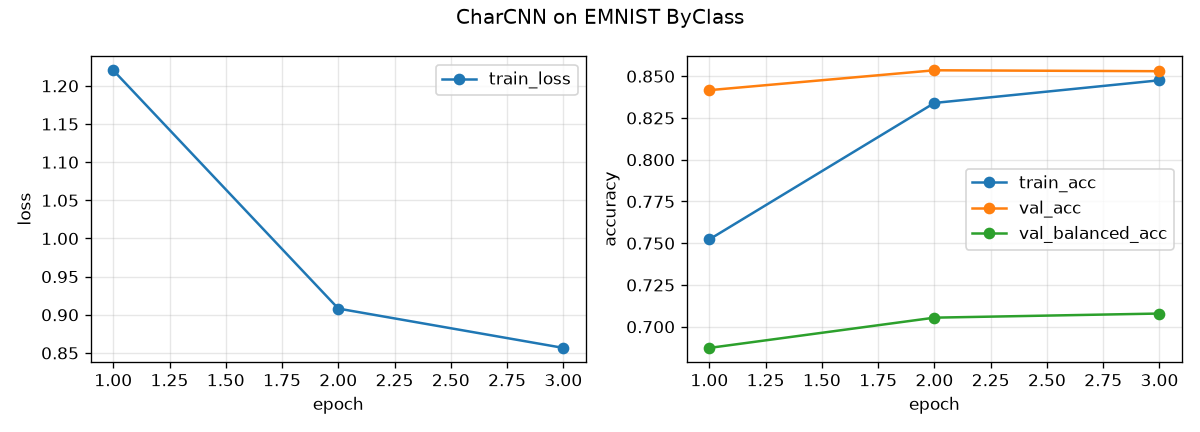 CharCNN on EMNIST ByClass
loss
1.20
1.15
1.10
1.05
1.00
0.95
0.90
0.85
train_loss
1.00 1.25 1.50 1.75 2.00 2.25 2.50 2.75 3.00
epoch
accuracy
0.850
0.825
0.800
0.775
0.750
0.725
0.700
train_acc
val_acc
val_balanced_acc
1.00 1.25 1.50 1.75 2.00 2.25 2.50 2.75 3.00
epoch